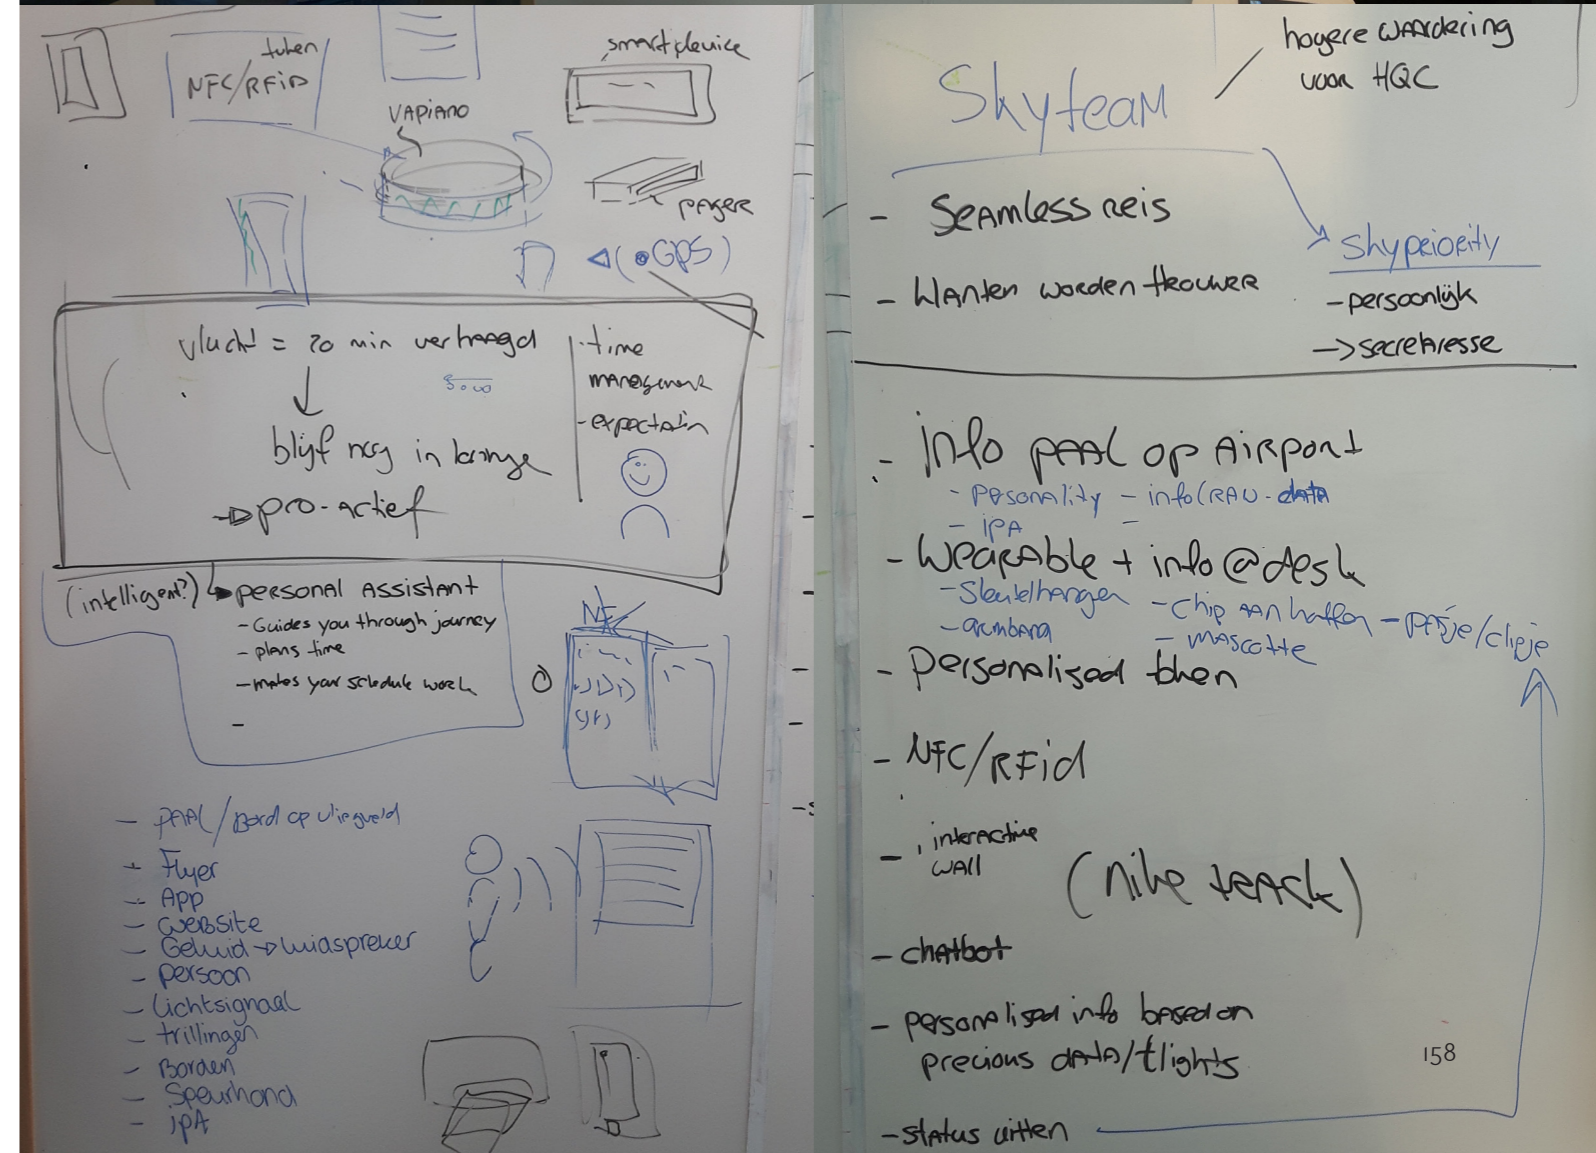 token
NFC/RFiD
smart device
VAPIANO
PAGER
GPS
vlucht = 20 min vertraagd
blijf nog in lounge
pro-actief
time
management
- expectation
(intelligent?)
personal Assistant
- Guides you through journey
- plans time
- makes your schedule work
-
NFC
- PAAL/Bord op vliegveld
- Flyer
- App
- website
- Geluid → luidspreker
- persoon
- Lichtsignaal
- trillingen
- Borden
- Speurhond
- ipA
hogere waardering
voor HQC
Skyteam
- Seamless reis
- klanten worden trouwer
Skypriority
- persoonlijk
→ secretaresse
- info paal op Airport
- Personality
- info (RAW - data
- iPA
-
- Wearable + info@desk
- Sleutelhanger
- Chip aan koffer
- pasje/clipje
- armband
- mascotte
- Personalised token
- NFC/RFid
- interactive
wall
(nike track)
- chatbot
- personalised info based on
precious data/flights
158
- status uitten